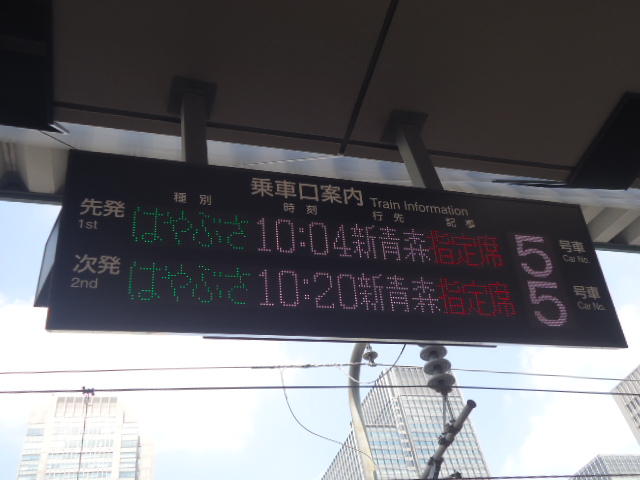 乗車口案内 Train Information
種別 時刻 行先 記事
先発 はやぶさ 10:04 新青森 指定席 5 号車
1st Car No.
次発 はやぶさ 10:20 新青森 指定席 5 号車
2nd Car No.